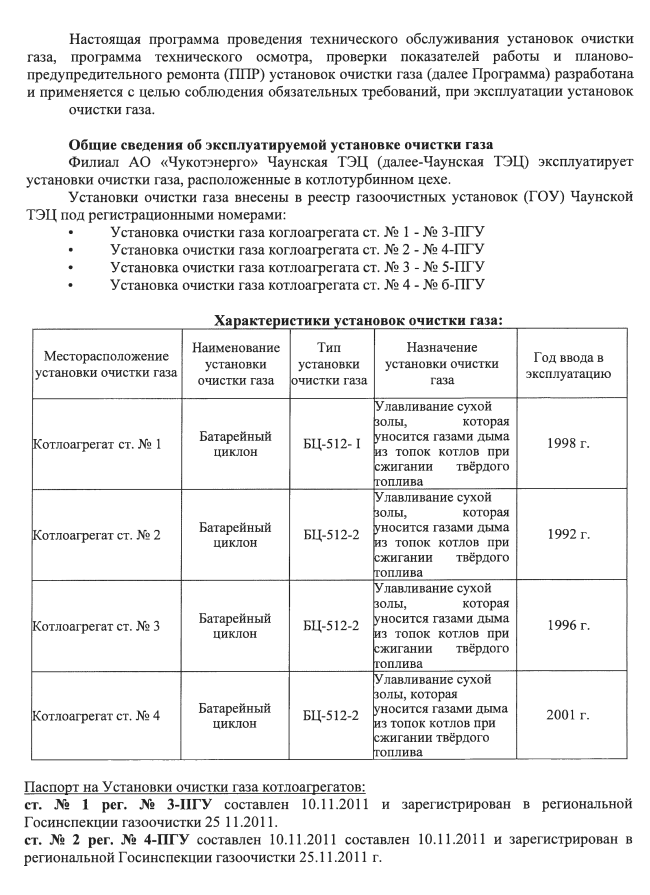 Настоящая программа проведения технического обслуживания установок очистки
газа, программа технического осмотра, проверки показателей работы и планово-
предупредительного ремонта (ППР) установок очистки газа (далее Программа) разработана
и применяется с целью соблюдения обязательных требований, при эксплуатации установок
очистки газа.
Общие сведения об эксплуатируемой установке очистки газа
Филиал АО «Чукотэнерго» Чаунская ТЭЦ (далее-Чаунская ТЭЦ) эксплуатирует
установки очистки газа, расположенные в котлотурбинном цехе.
Установки очистки газа внесены в реестр газоочистных установок (ГОУ) Чаунской
ТЭЦ под регистрационными номерами:
• Установка очистки газа коглоагрегата ст. № 1 - № 3-ПГУ
• Установка очистки газа коглоагрегата ст. № 2 - № 4-ПГУ
• Установка очистки газа коглоагрегата ст. № 3 - № 5-ПГУ
• Установка очистки газа коглоагрегата ст. № 4 - № 6-ПГУ
Характеристики установок очистки газа:
Месторасположение
установки очистки газа
Наименование
установки
очистки газа
Тип
установки
очистки газа
Назначение
установки очистки
газа
Год ввода в
эксплуатацию
Котлоагрегат ст. № 1
Батарейный
циклон
БЦ-512- I
Улавливание сухой
золы, которая
уносится газами дыма
из топок котлов при
сжигании твёрдого
топлива
1998 г.
Котлоагрегат ст. № 2
Батарейный
циклон
БЦ-512-2
Улавливание сухой
золы, которая
уносится газами дыма
из топок котлов при
сжигании твёрдого
топлива
1992 г.
Котлоагрегат ст. № 3
Батарейный
циклон
БЦ-512-2
Улавливание сухой
золы, которая
уносится газами дыма
из топок котлов при
сжигании твёрдого
топлива
1996 г.
Котлоагрегат ст. № 4
Батарейный
циклон
БЦ-512-2
Улавливание сухой
золы, которая
уносится газами дыма
из топок котлов при
сжигании твёрдого
топлива
2001 г.
Паспорт на Установки очистки газа котлоагрегатов:
ст. № 1 рег. № 3-ПГУ составлен 10.11.2011 и зарегистрирован в региональной
Госинспекции газоочистки 25 11.2011.
ст. № 2 рег. № 4-ПГУ составлен 10.11.2011 составлен 10.11.2011 и зарегистрирован в
региональной Госинспекции газоочистки 25.11.2011 г.